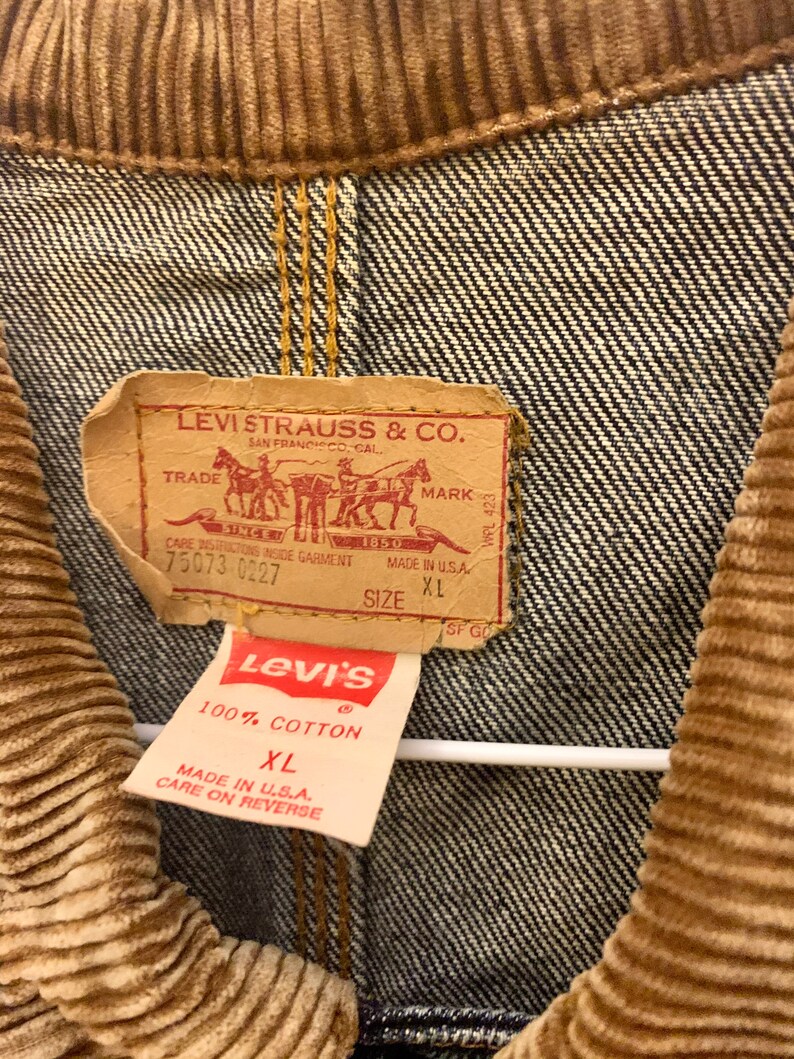 LEVI STRAUSS & CO.
SAN FRANCISCO, CAL.
TRADE MARK
SINCE 1850
WPL 423
CARE INSTRUCTIONS INSIDE GARMENT MADE IN U.S.A.
75073 0227 XL
SIZE
SF GD
LEVI'S
®
100% COTTON
XL
MADE IN U.S.A.
CARE ON REVERSE